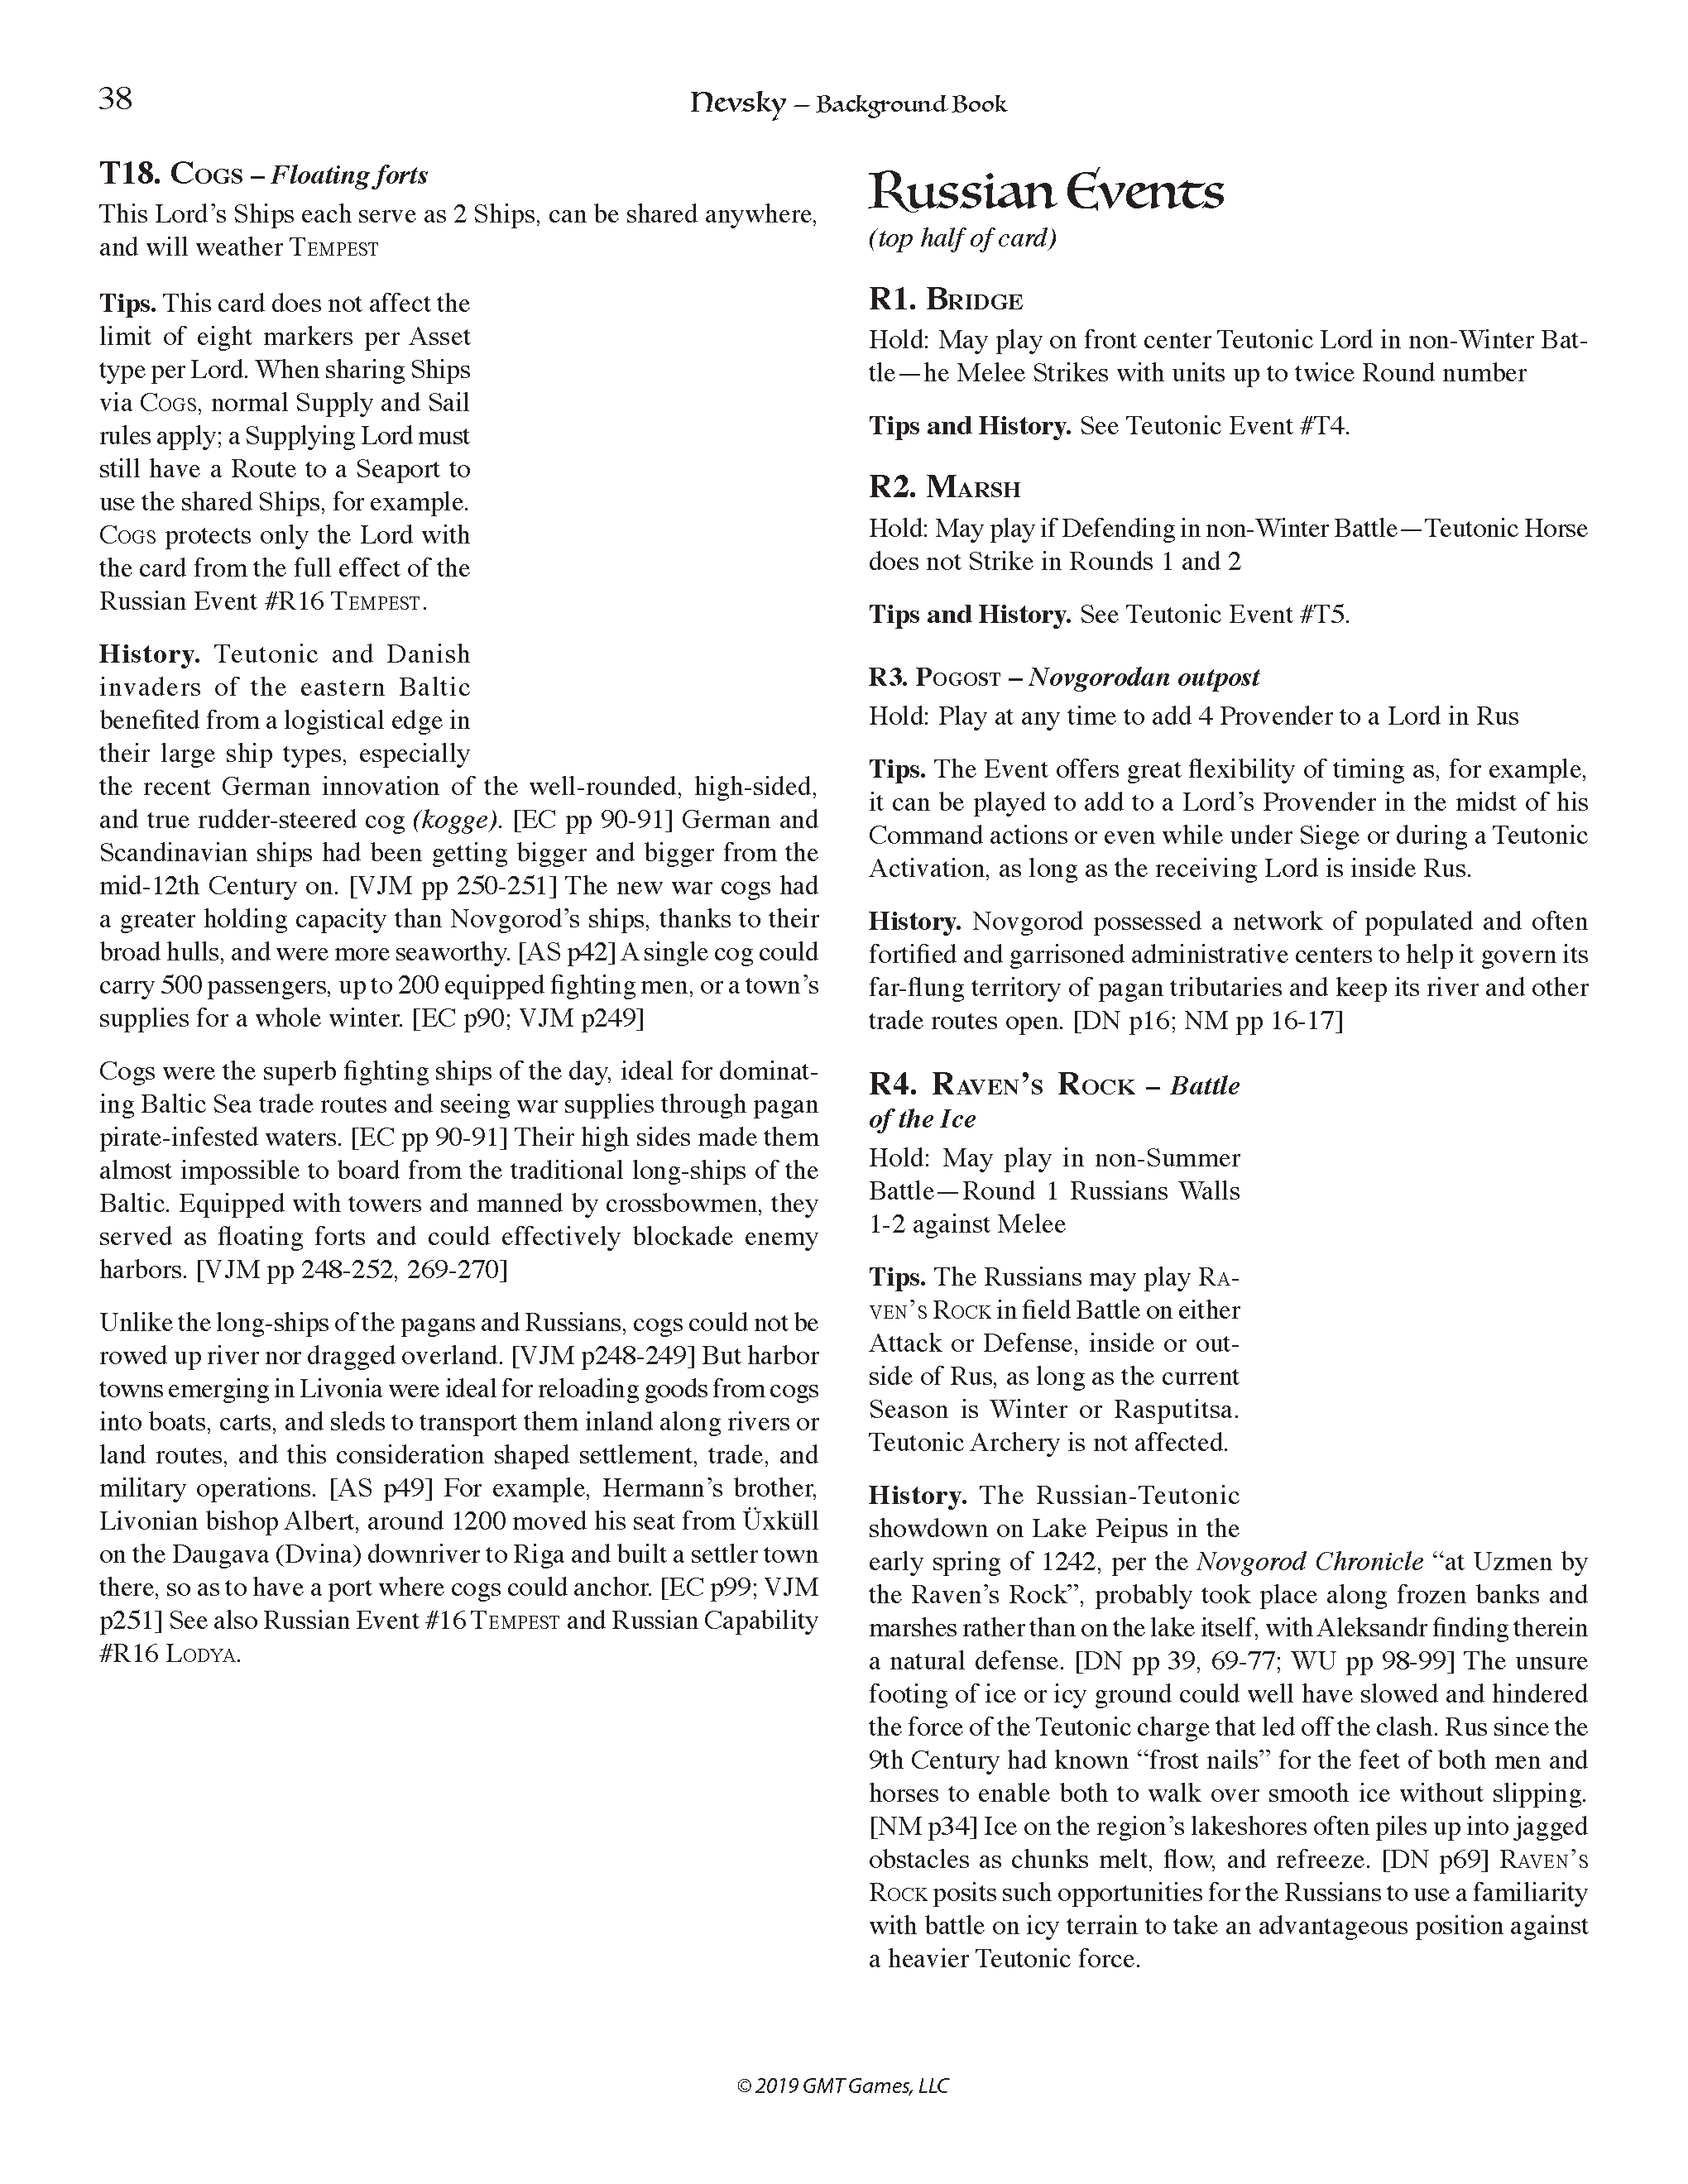 38
Nevsky – Background Book
T18. Cogs – Floating forts
This Lord's Ships each serve as 2 Ships, can be shared anywhere,
and will weather Tempest
Tips. This card does not affect the
limit of eight markers per Asset
type per Lord. When sharing Ships
via Cogs, normal Supply and Sail
rules apply; a Supplying Lord must
still have a Route to a Seaport to
use the shared Ships, for example.
Cogs protects only the Lord with
the card from the full effect of the
Russian Event #R16 Tempest.
History. Teutonic and Danish
invaders of the eastern Baltic
benefited from a logistical edge in
their large ship types, especially
the recent German innovation of the well-rounded, high-sided,
and true rudder-steered cog (kogge). [EC pp 90-91] German and
Scandinavian ships had been getting bigger and bigger from the
mid-12th Century on. [VJM pp 250-251] The new war cogs had
a greater holding capacity than Novgorod's ships, thanks to their
broad hulls, and were more seaworthy. [AS p42] A single cog could
carry 500 passengers, up to 200 equipped fighting men, or a town's
supplies for a whole winter. [EC p90; VJM p249]
Cogs were the superb fighting ships of the day, ideal for dominat-
ing Baltic Sea trade routes and seeing war supplies through pagan
pirate-infested waters. [EC pp 90-91] Their high sides made them
almost impossible to board from the traditional long-ships of the
Baltic. Equipped with towers and manned by crossbowmen, they
served as floating forts and could effectively blockade enemy
harbors. [VJM pp 248-252, 269-270]
Unlike the long-ships of the pagans and Russians, cogs could not be
rowed up river nor dragged overland. [VJM p248-249] But harbor
towns emerging in Livonia were ideal for reloading goods from cogs
into boats, carts, and sleds to transport them inland along rivers or
land routes, and this consideration shaped settlement, trade, and
military operations. [AS p49] For example, Hermann's brother,
Livonian bishop Albert, around 1200 moved his seat from Üxküll
on the Daugava (Dvina) downriver to Riga and built a settler town
there, so as to have a port where cogs could anchor. [EC p99; VJM
p251] See also Russian Event #16 Tempest and Russian Capability
#R16 Lodya.
Russian Events
(top half of card)
R1. Bridge
Hold: May play on front center Teutonic Lord in non-Winter Bat-
tle—he Melee Strikes with units up to twice Round number
Tips and History. See Teutonic Event #T4.
R2. Marsh
Hold: May play if Defending in non-Winter Battle—Teutonic Horse
does not Strike in Rounds 1 and 2
Tips and History. See Teutonic Event #T5.
R3. Pogost – Novgorodan outpost
Hold: Play at any time to add 4 Provender to a Lord in Rus
Tips. The Event offers great flexibility of timing as, for example,
it can be played to add to a Lord's Provender in the midst of his
Command actions or even while under Siege or during a Teutonic
Activation, as long as the receiving Lord is inside Rus.
History. Novgorod possessed a network of populated and often
fortified and garrisoned administrative centers to help it govern its
far-flung territory of pagan tributaries and keep its river and other
trade routes open. [DN p16; NM pp 16-17]
R4. Raven's Rock – Battle
of the Ice
Hold: May play in non-Summer
Battle—Round 1 Russians Walls
1-2 against Melee
Tips. The Russians may play Ra-
ven's Rock in field Battle on either
Attack or Defense, inside or out-
side of Rus, as long as the current
Season is Winter or Rasputitsa.
Teutonic Archery is not affected.
History. The Russian-Teutonic
showdown on Lake Peipus in the
early spring of 1242, per the Novgorod Chronicle “at Uzmen by
the Raven's Rock”, probably took place along frozen banks and
marshes rather than on the lake itself, with Aleksandr finding therein
a natural defense. [DN pp 39, 69-77; WU pp 98-99] The unsure
footing of ice or icy ground could well have slowed and hindered
the force of the Teutonic charge that led off the clash. Rus since the
9th Century had known “frost nails” for the feet of both men and
horses to enable both to walk over smooth ice without slipping.
[NM p34] Ice on the region's lakeshores often piles up into jagged
obstacles as chunks melt, flow, and refreeze. [DN p69] Raven's
Rock posits such opportunities for the Russians to use a familiarity
with battle on icy terrain to take an advantageous position against
a heavier Teutonic force.
© 2019 GMT Games, LLC